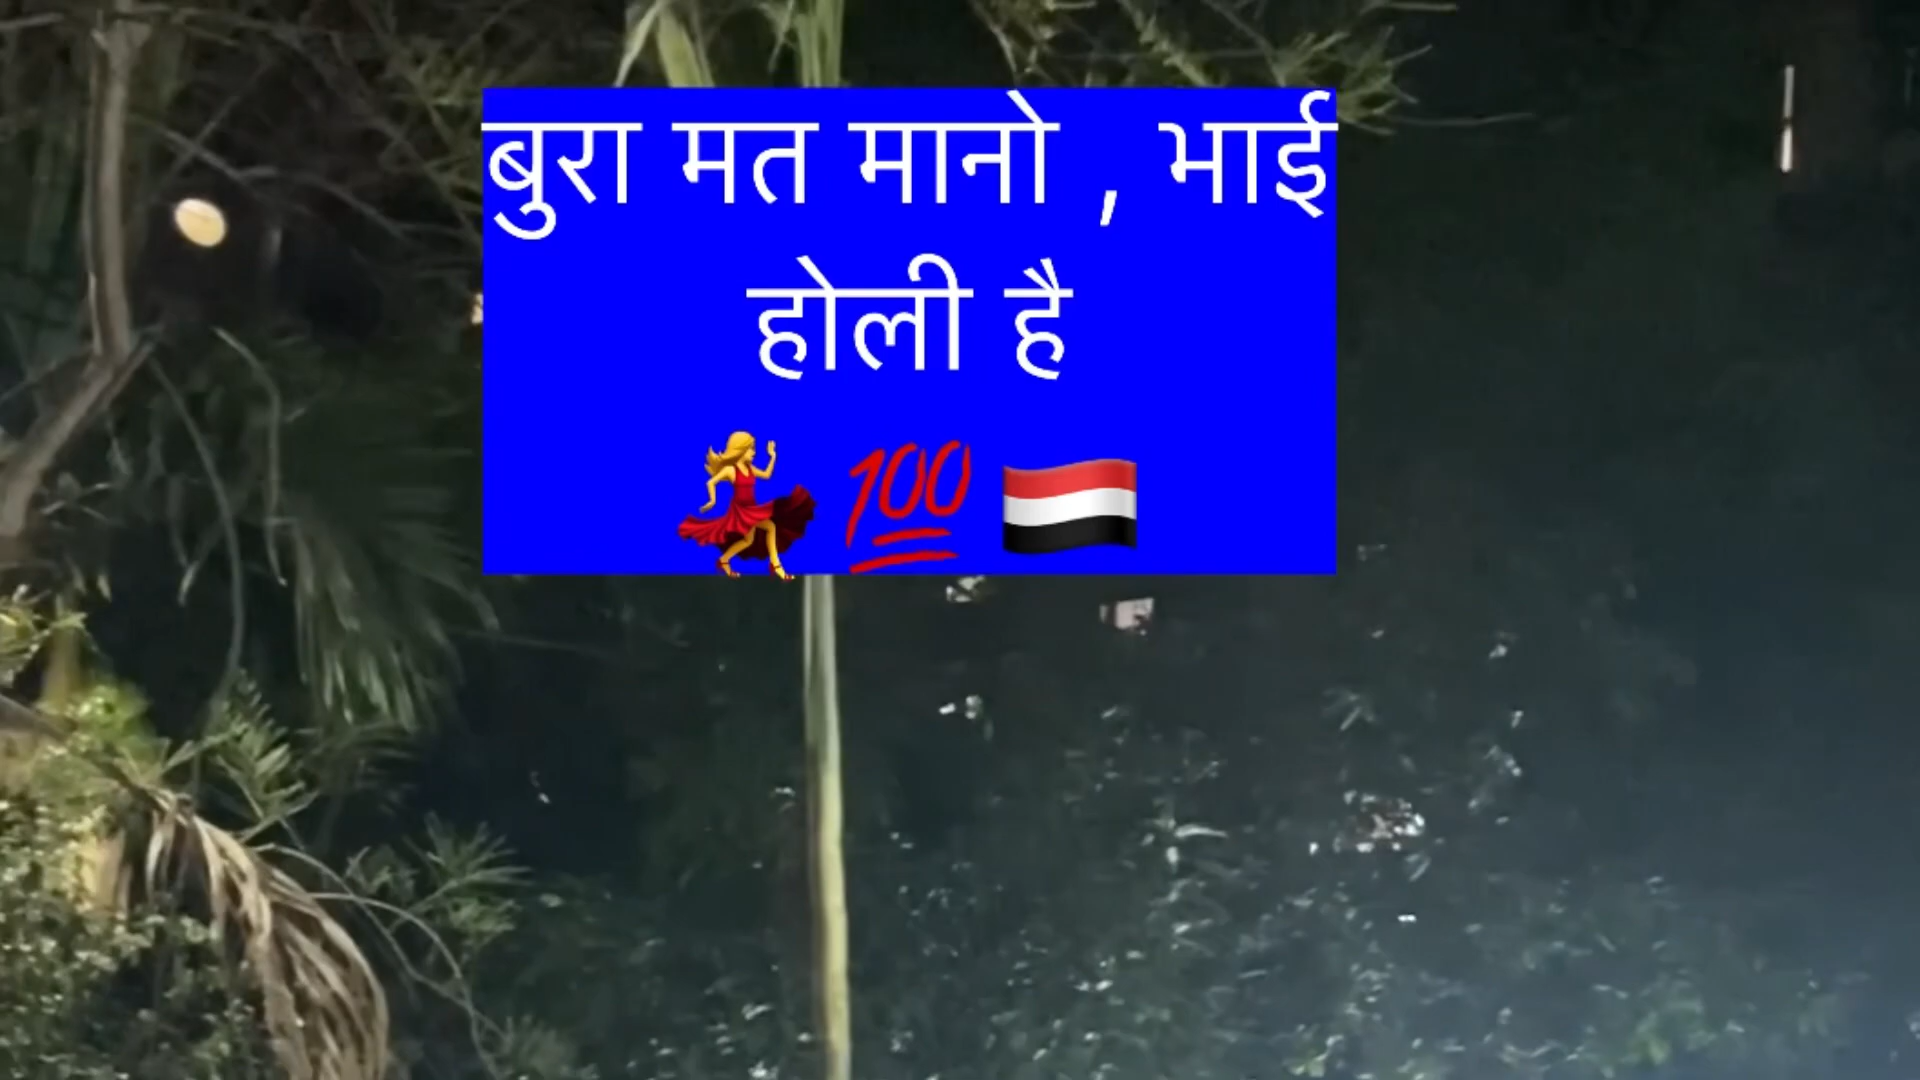 बुरा मत मानो , भाई
होली है
💃 💯 🇾🇪